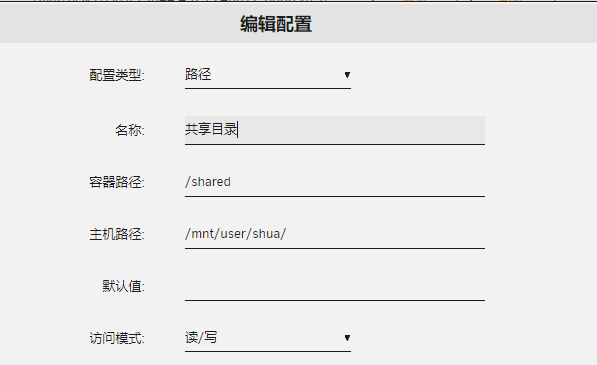 编辑配置
配置类型: 路径
名称: 共享目录
容器路径: /shared
主机路径: /mnt/user/shua/
默认值:
访问模式: 读/写